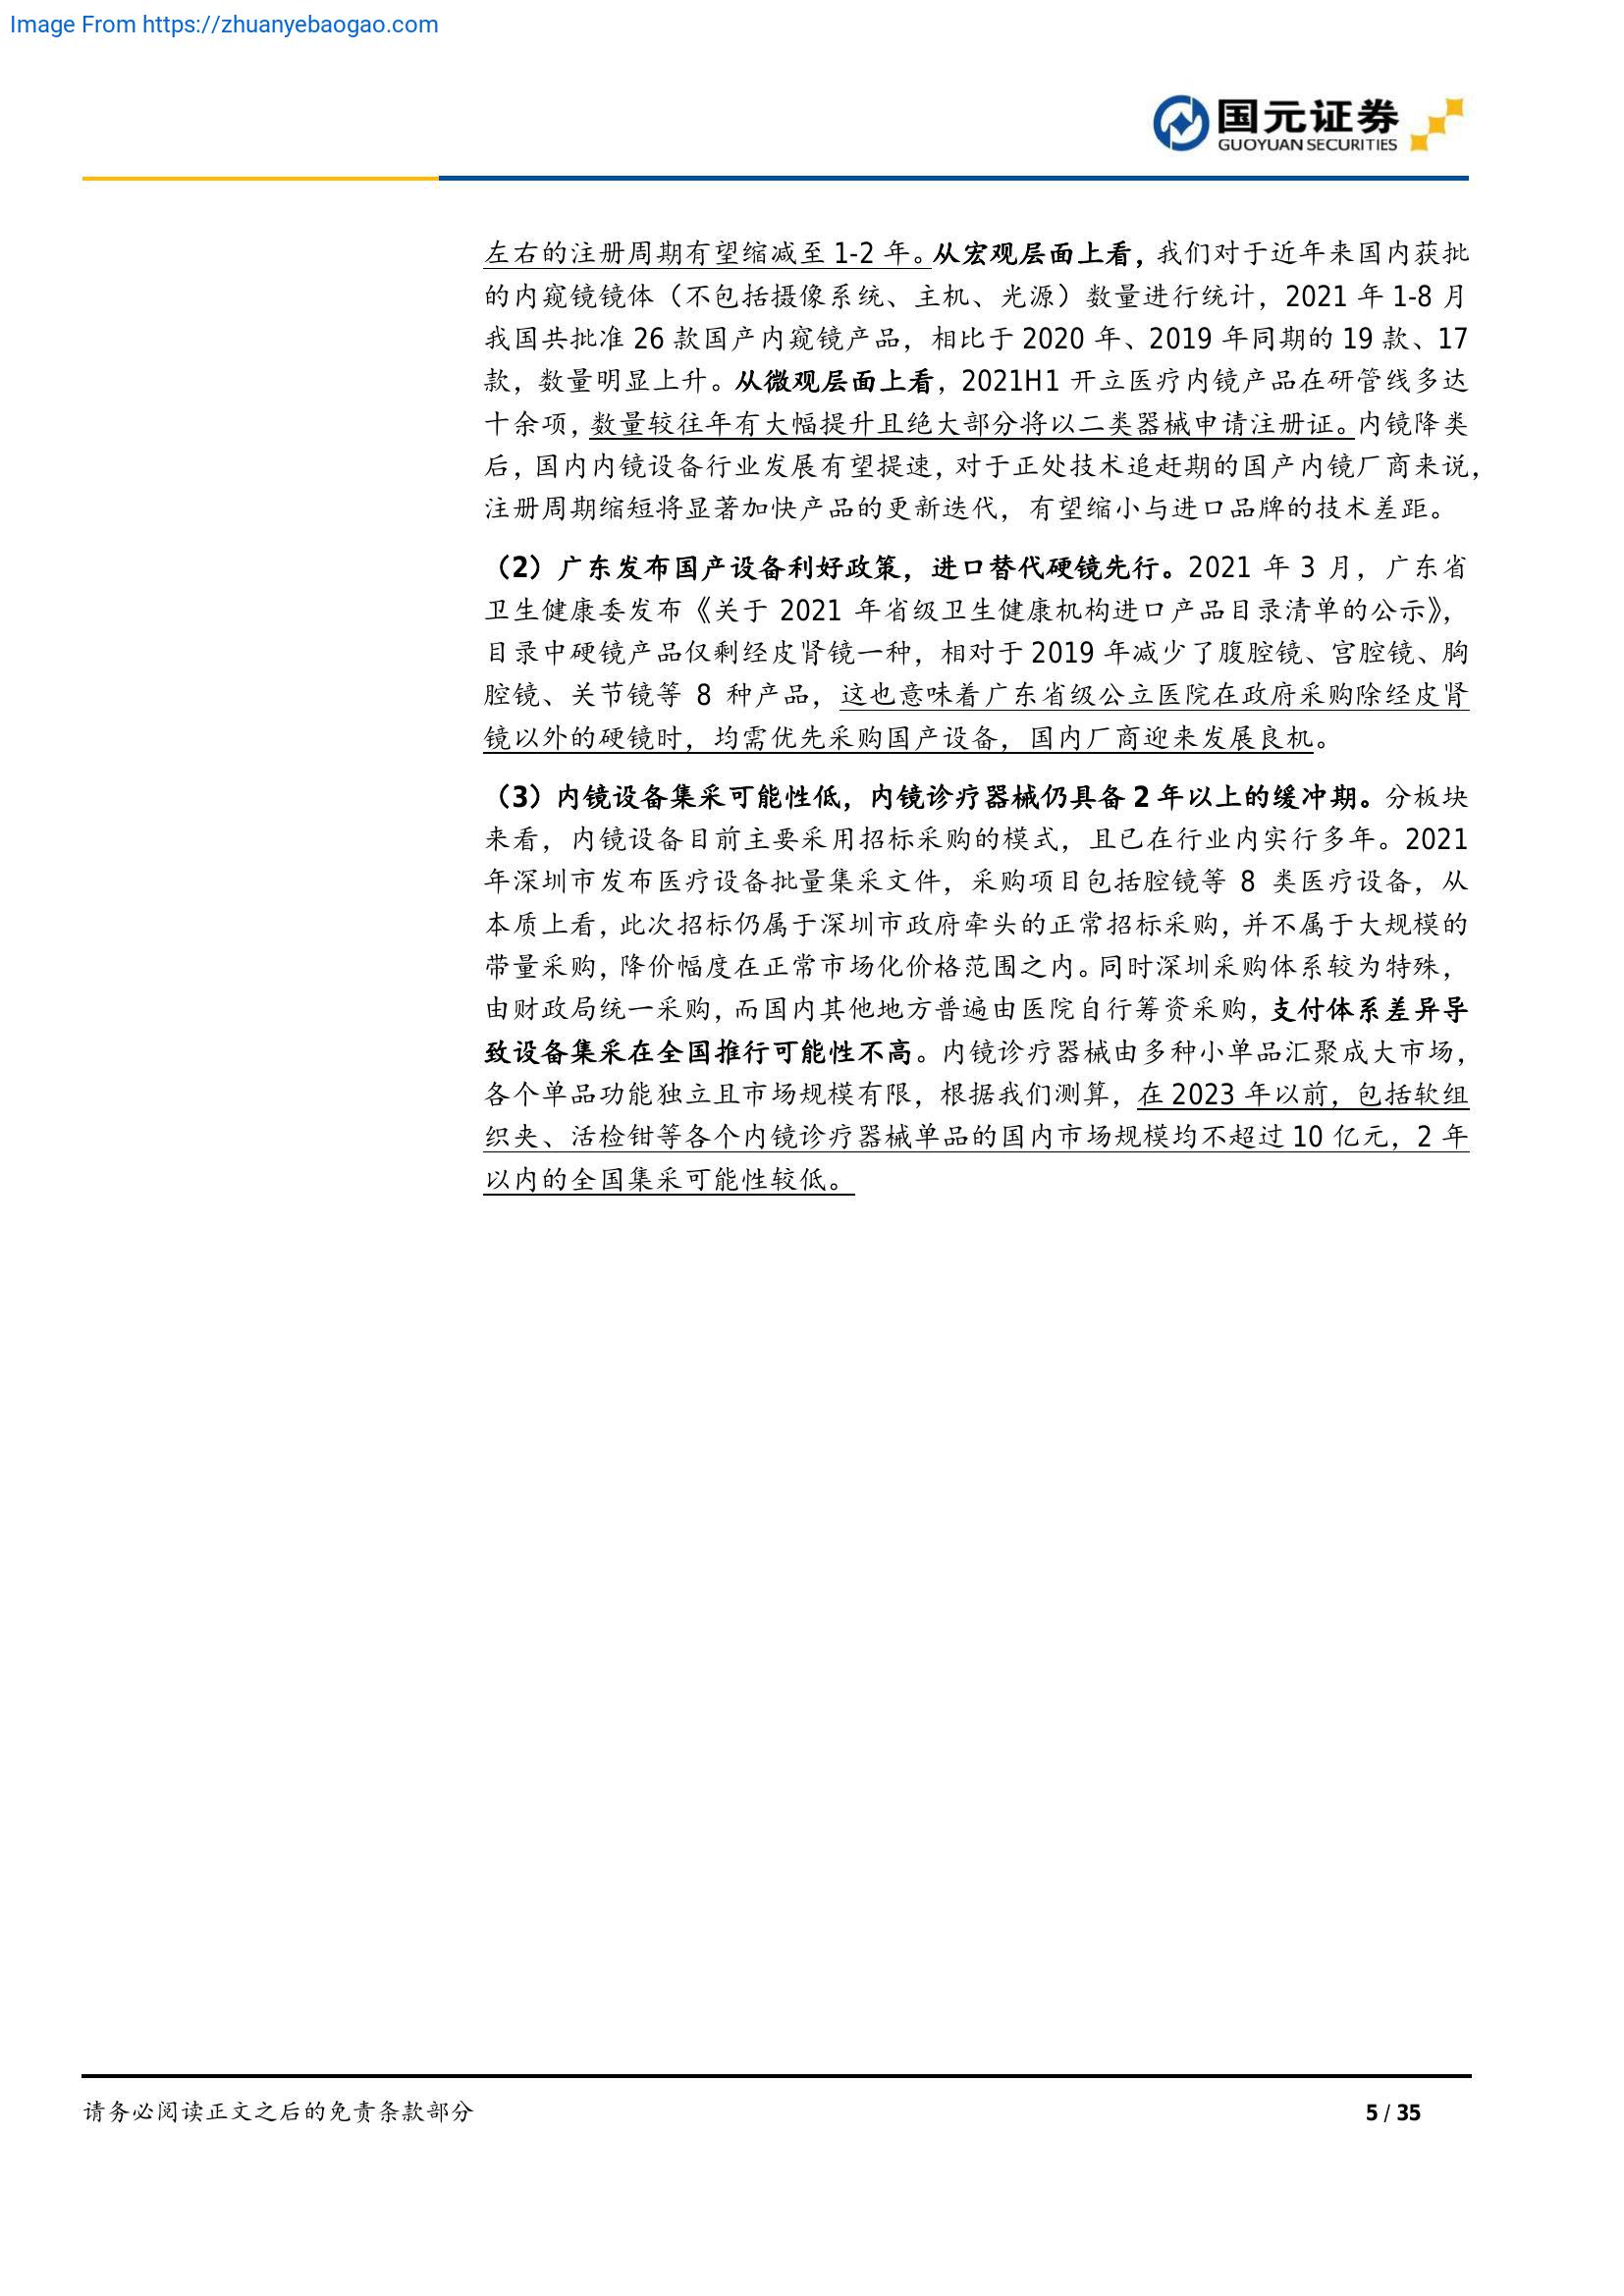 Image From https://zhuanyebaogao.com
国元证券
GUOYUAN SECURITIES
左右的注册周期有望缩减至 1-2 年。从宏观层面上看，我们对于近年来国内获批
的内窥镜镜体（不包括摄像系统、主机、光源）数量进行统计，2021 年 1-8 月
我国共批准 26 款国产内窥镜产品，相比于 2020 年、2019 年同期的 19 款、17
款，数量明显上升。从微观层面上看，2021H1 开立医疗内镜产品在研管线多达
十余项，数量较往年有大幅提升且绝大部分将以二类器械申请注册证。内镜降类
后，国内内镜设备行业发展有望提速，对于正处技术追赶期的国产内镜厂商来说，
注册周期缩短将显著加快产品的更新迭代，有望缩小与进口品牌的技术差距。
（2）广东发布国产设备利好政策，进口替代硬镜先行。2021 年 3 月，广东省
卫生健康委发布《关于 2021 年省级卫生健康机构进口产品目录清单的公示》，
目录中硬镜产品仅剩经皮肾镜一种，相对于 2019 年减少了腹腔镜、宫腔镜、胸
腔镜、关节镜等 8 种产品，这也意味着广东省级公立医院在政府采购除经皮肾
镜以外的硬镜时，均需优先采购国产设备，国内厂商迎来发展良机。
（3）内镜设备集采可能性低，内镜诊疗器械仍具备 2 年以上的缓冲期。分板块
来看，内镜设备目前主要采用招标采购的模式，且已在行业内实行多年。2021
年深圳市发布医疗设备批量集采文件，采购项目包括腔镜等 8 类医疗设备，从
本质上看，此次招标仍属于深圳市政府牵头的正常招标采购，并不属于大规模的
带量采购，降价幅度在正常市场化价格范围之内。同时深圳采购体系较为特殊，
由财政局统一采购，而国内其他地方普遍由医院自行筹资采购，支付体系差异导
致设备集采在全国推行可能性不高。内镜诊疗器械由多种小单品汇聚成大市场，
各个单品功能独立且市场规模有限，根据我们测算，在 2023 年以前，包括软组
织夹、活检钳等各个内镜诊疗器械单品的国内市场规模均不超过 10 亿元，2 年
以内的全国集采可能性较低。
请务必阅读正文之后的免责条款部分
5 / 35